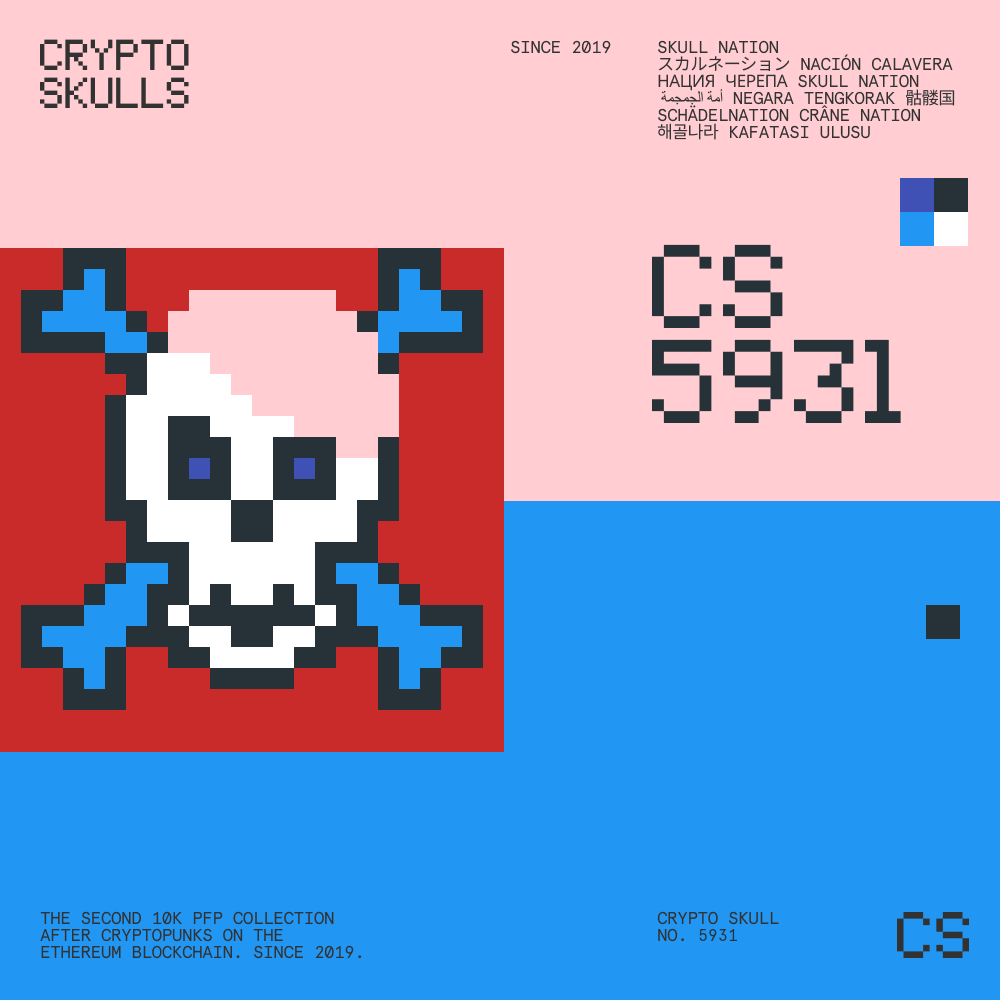 CRYPTO
SKULLS
SINCE 2019
SKULL NATION
スカルネーション NACIÓN CALAVERA
НАЦИЯ ЧЕРЕПА SKULL NATION
أمة الجمجمة NEGARA TENGKORAK 骷髅国
SCHÄDELNATION CRÂNE NATION
해골나라 KAFATASI ULUSU
CS
5931
THE SECOND 10K PFP COLLECTION
AFTER CRYPTOPUNKS ON THE
ETHEREUM BLOCKCHAIN. SINCE 2019.
CRYPTO SKULL
NO. 5931
CS